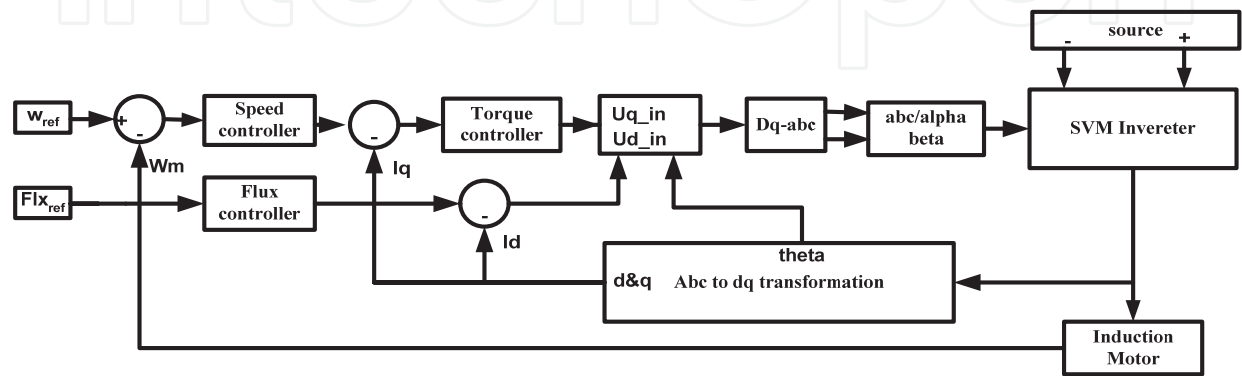 source
- +
w_ref
+
-
Speed
controller
-
Torque
controller
Uq_in
Ud_in
Dq-abc
abc/alpha
beta
SVM Invereter
Wm
Iq
Flx_ref
Flux
controller
-
Id
theta
d&q Abc to dq transformation
Induction
Motor